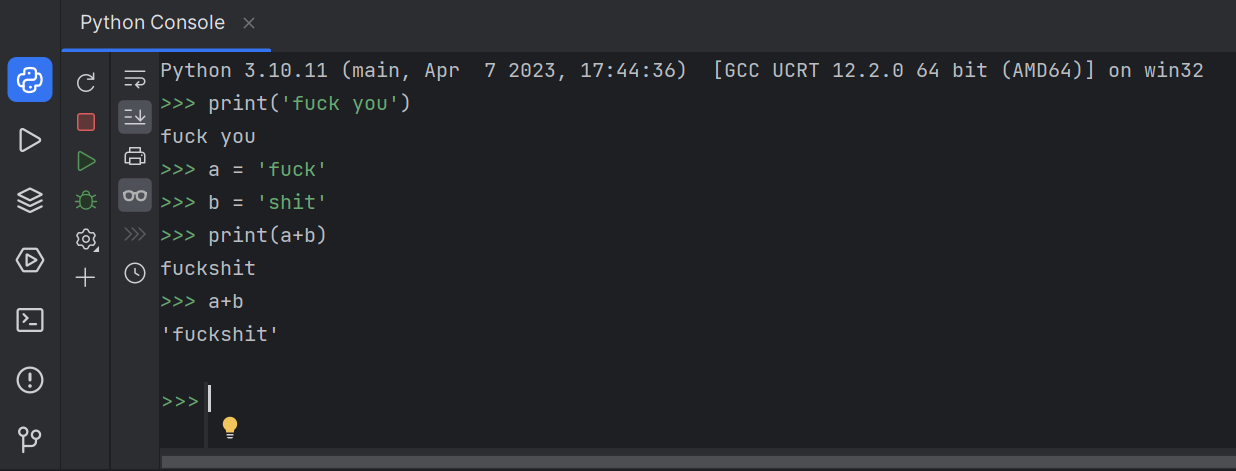 Python Console
Python 3.10.11 (main, Apr  7 2023, 17:44:36)  [GCC UCRT 12.2.0 64 bit (AMD64)] on win32
>>> print('fuck you')
fuck you
>>> a = 'fuck'
>>> b = 'shit'
>>> print(a+b)
fuckshit
>>> a+b
'fuckshit'
>>>